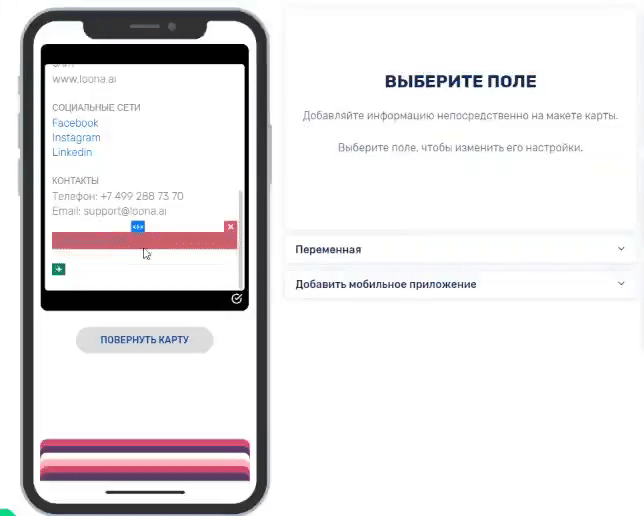 www.loona.ai
СОЦИАЛЬНЫЕ СЕТИ
Facebook
Instagram
Linkedin
КОНТАКТЫ
Телефон: +7 499 288 73 70
Email: support@loona.ai
ПОВЕРНУТЬ КАРТУ
ВЫБЕРИТЕ ПОЛЕ
Добавляйте информацию непосредственно на макете карты.
Выберите поле, чтобы изменить его настройки.
Переменная
Добавить мобильное приложение